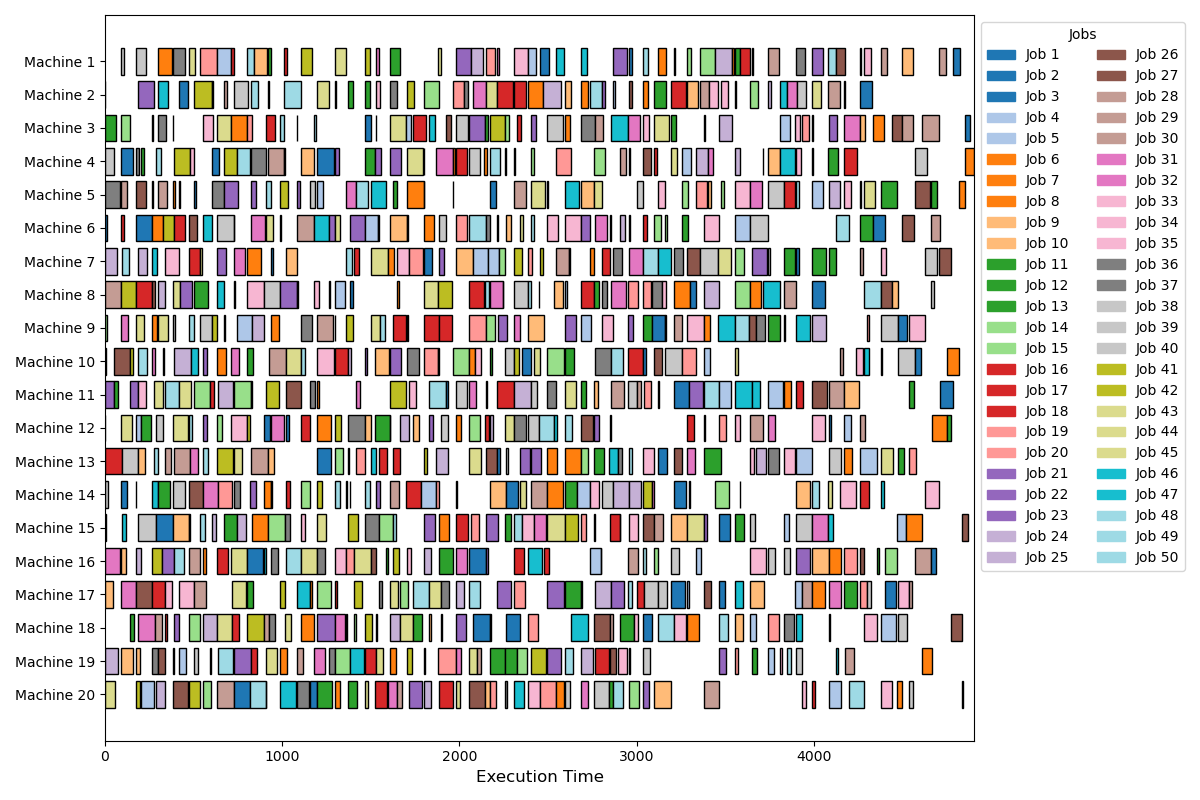 Machine 1
Machine 2
Machine 3
Machine 4
Machine 5
Machine 6
Machine 7
Machine 8
Machine 9
Machine 10
Machine 11
Machine 12
Machine 13
Machine 14
Machine 15
Machine 16
Machine 17
Machine 18
Machine 19
Machine 20
0 1000 2000 3000 4000
Execution Time
Jobs
Job 1 Job 26
Job 2 Job 27
Job 3 Job 28
Job 4 Job 29
Job 5 Job 30
Job 6 Job 31
Job 7 Job 32
Job 8 Job 33
Job 9 Job 34
Job 10 Job 35
Job 11 Job 36
Job 12 Job 37
Job 13 Job 38
Job 14 Job 39
Job 15 Job 40
Job 16 Job 41
Job 17 Job 42
Job 18 Job 43
Job 19 Job 44
Job 20 Job 45
Job 21 Job 46
Job 22 Job 47
Job 23 Job 48
Job 24 Job 49
Job 25 Job 50